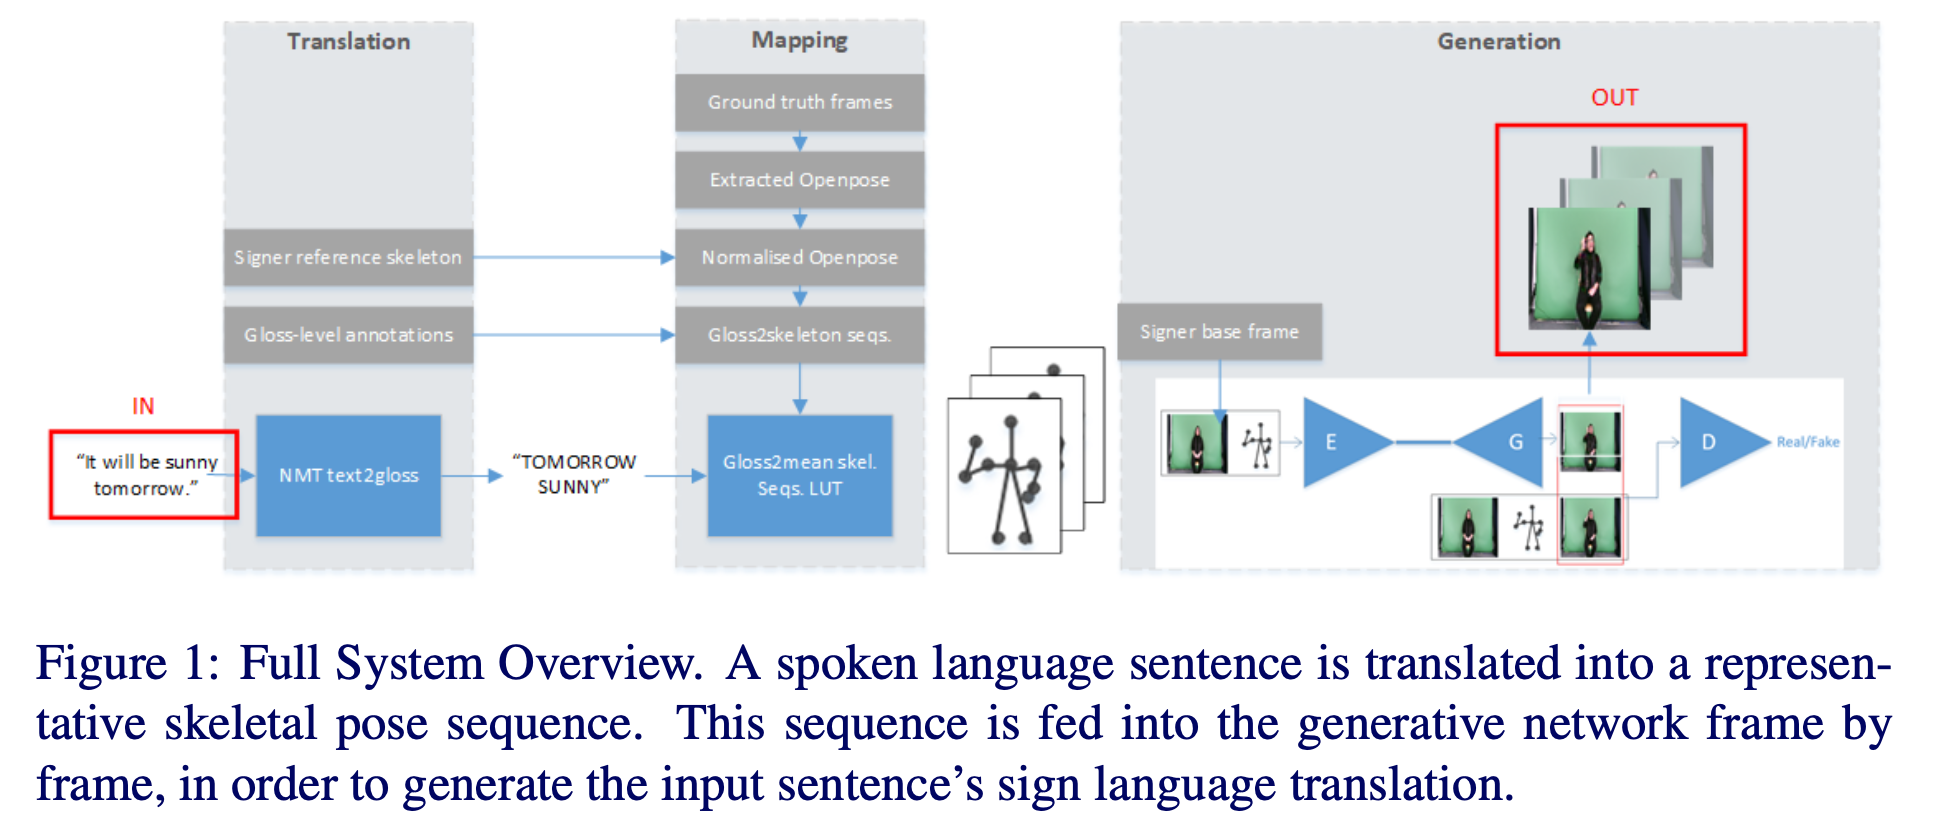 Translation
Mapping
Generation
Ground truth frames
OUT
Extracted Openpose
Signer reference skeleton
Normalised Openpose
Gloss-level annotations
Gloss2skeleton seqs.
Signer base frame
IN
"It will be sunny
tomorrow."
NMT text2gloss
"TOMORROW
SUNNY"
Gloss2mean skel.
Seqs. LUT
E
G
D
Real/Fake
Figure 1: Full System Overview. A spoken language sentence is translated into a represen-
tative skeletal pose sequence. This sequence is fed into the generative network frame by
frame, in order to generate the input sentence's sign language translation.